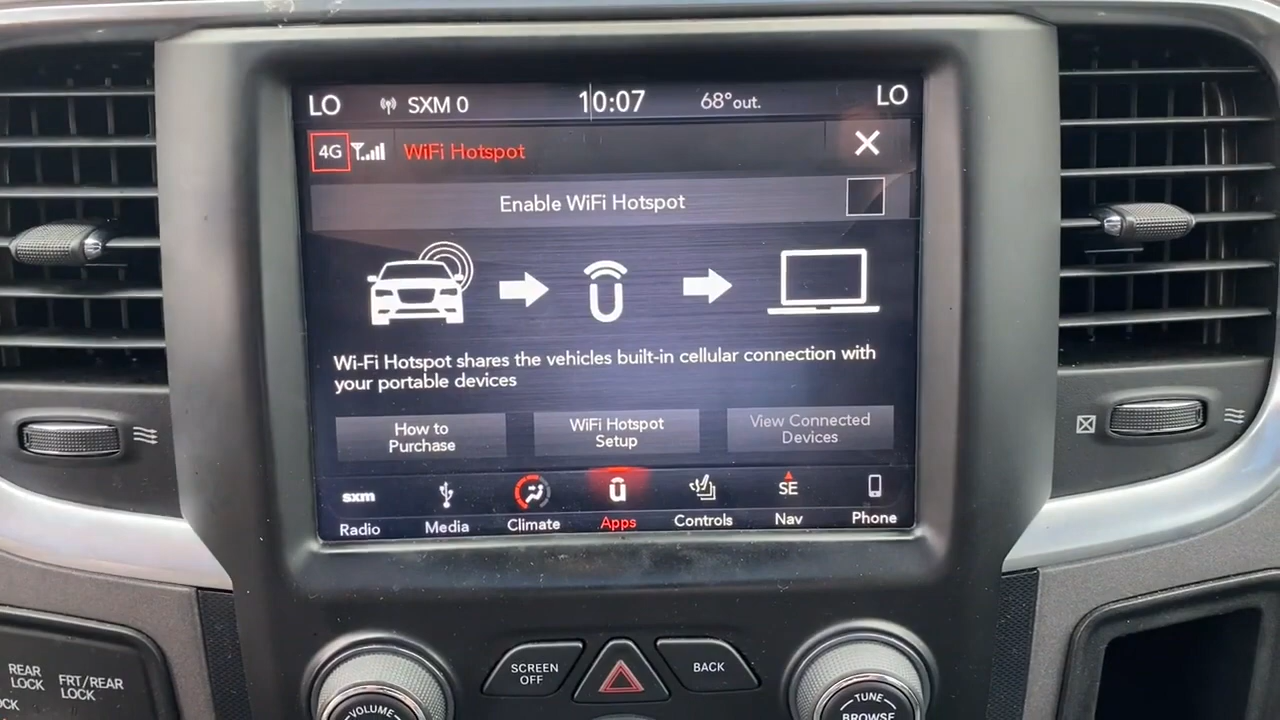 LO SXM 0 10:07 68°out. LO
4G WiFi Hotspot
Enable WiFi Hotspot
Wi-Fi Hotspot shares the vehicles built-in cellular connection with
your portable devices
How to
Purchase
WiFi Hotspot
Setup
View Connected
Devices
sxm
SE
Radio Media Climate Apps Controls Nav Phone
REAR
LOCK
FRT/REAR
LOCK
SCREEN
OFF
BACK
VOLUME
TUNE
BROWSE